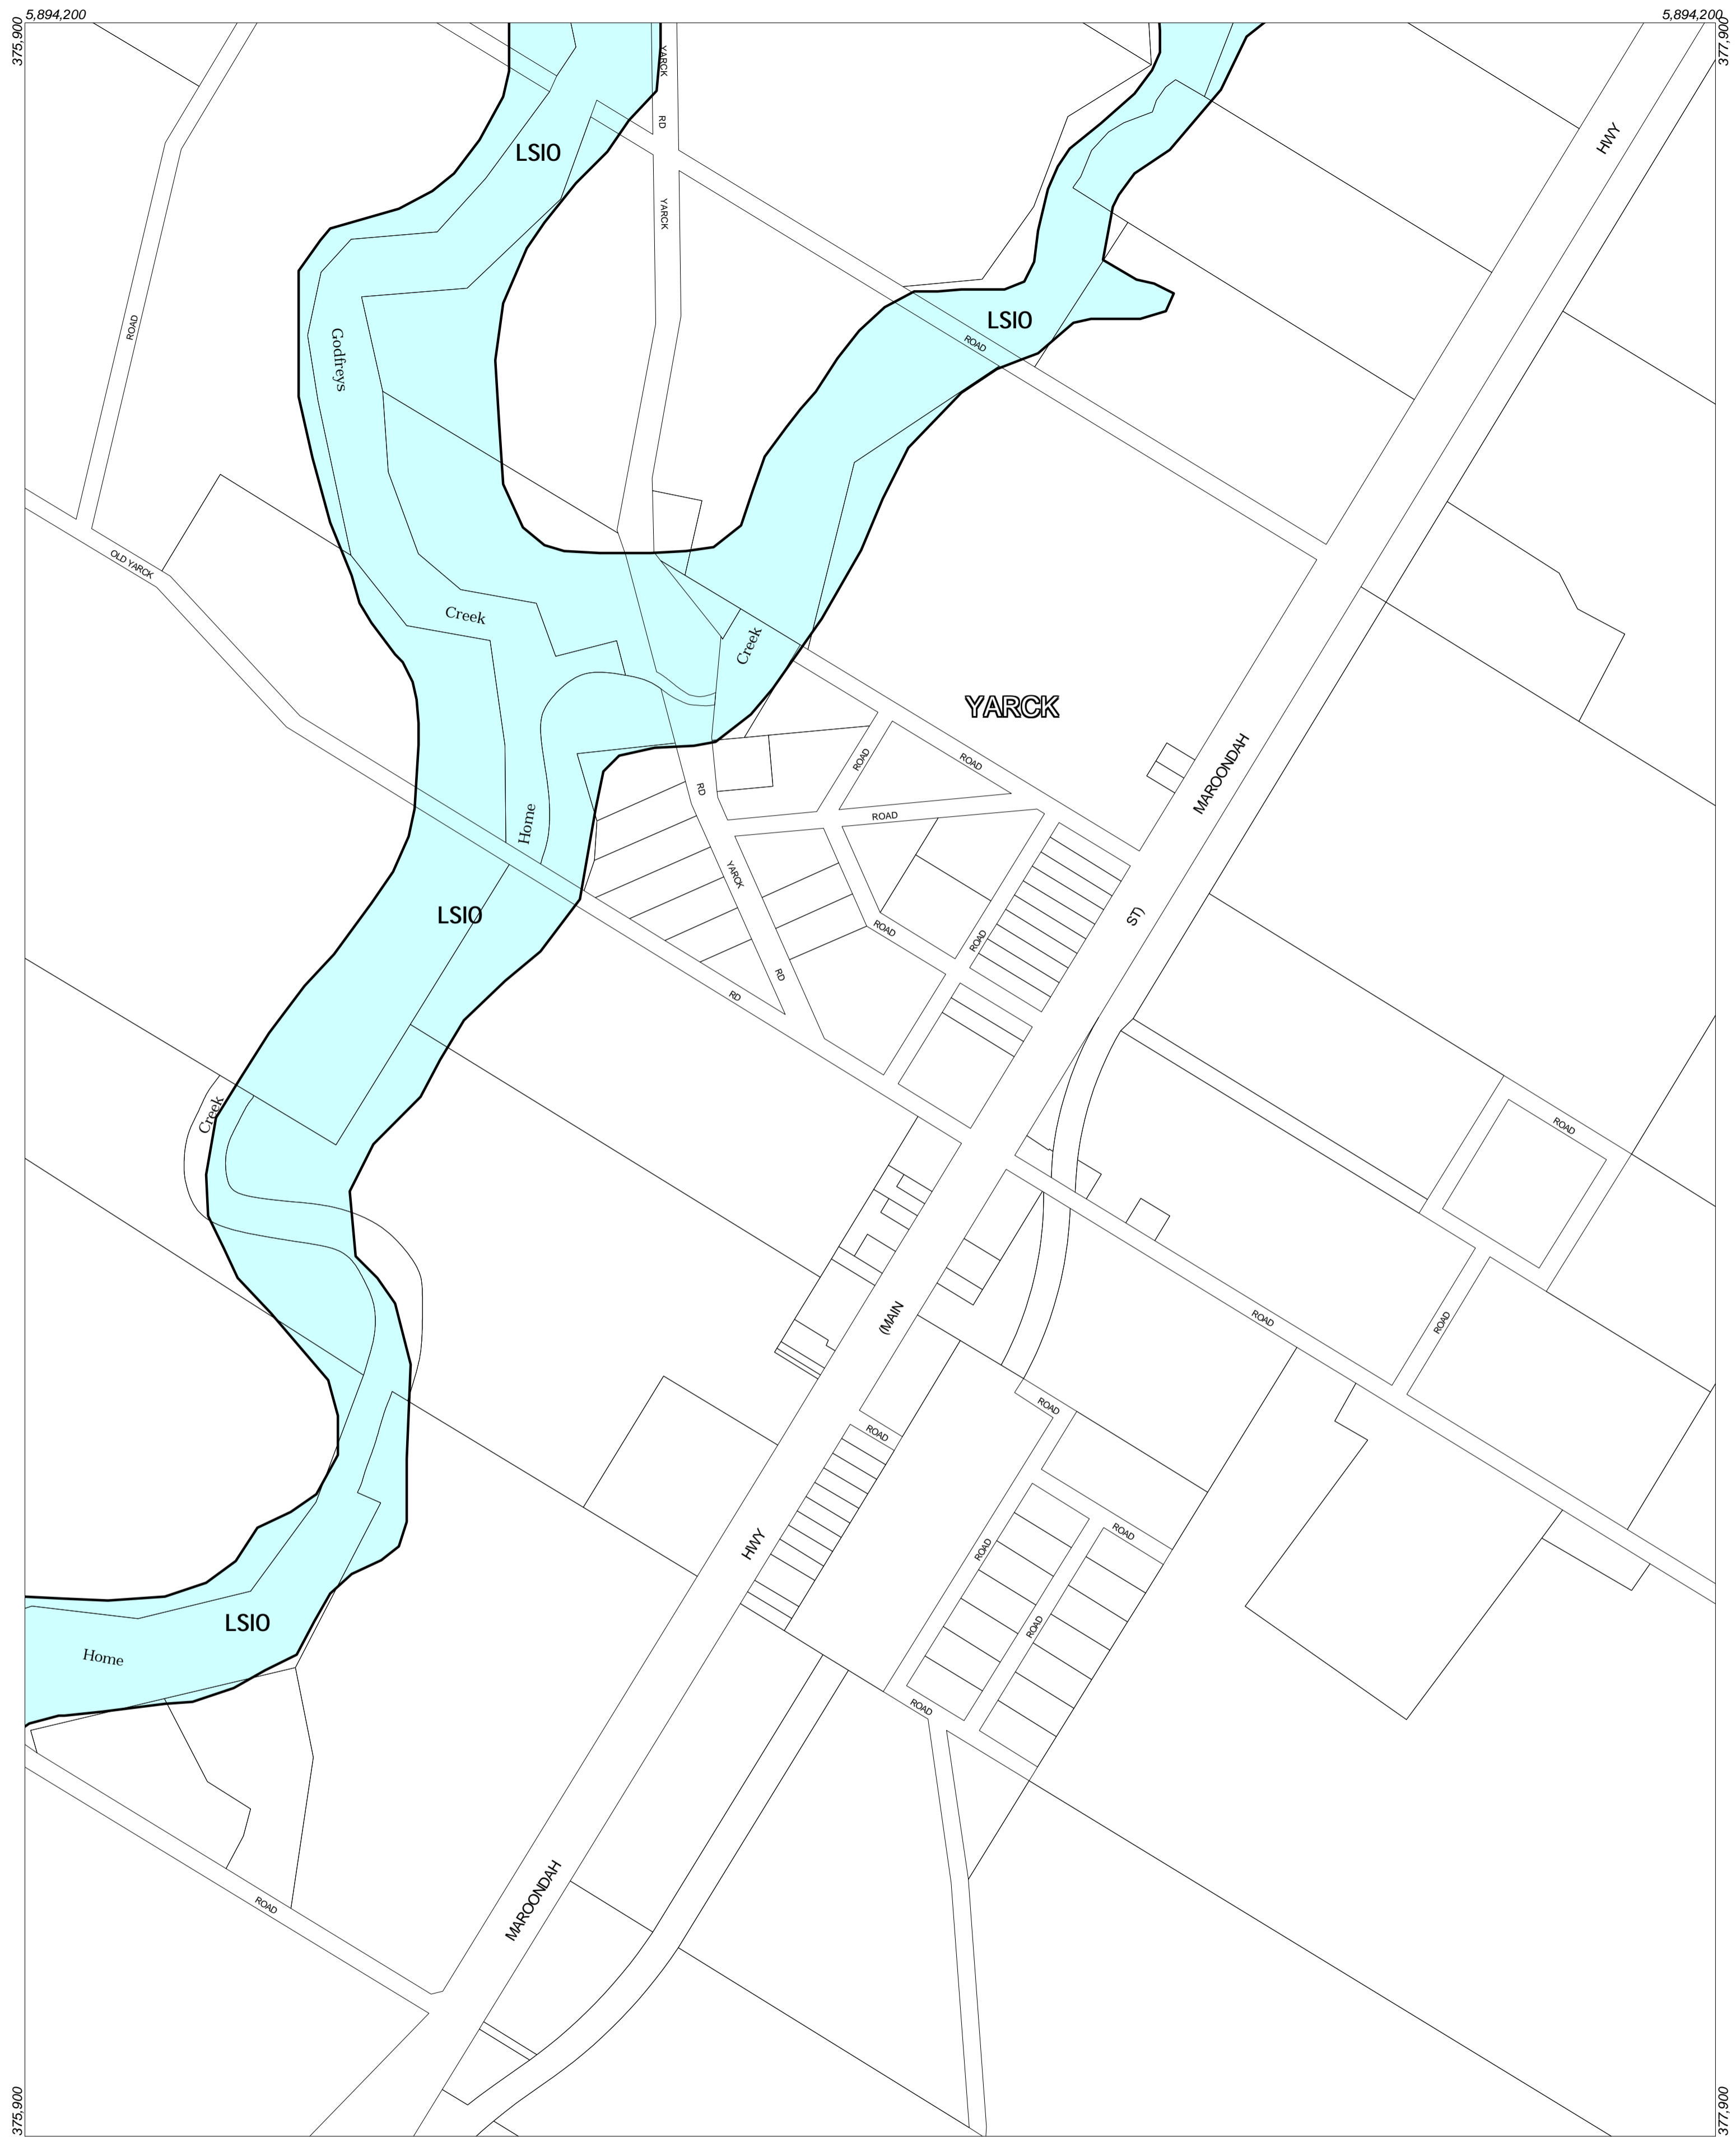 5,894,200
5,894,200
375,900
377,900
YARCK
HWY
RD
LSIO
YARCK
LSIO
ROAD
ROAD
Godfreys
OLD YARCK
Creek
Creek
YARCK
ROAD
ROAD
MAROONDAH
RD
ROAD
Home
YARCK
LSIO
ST)
ROAD
ROAD
RD
RD
Creek
ROAD
(MAIN
ROAD
ROAD
ROAD
ROAD
HWY
ROAD
ROAD
LSIO
ROAD
Home
ROAD
MAROONDAH
ROAD
375,900
377,900